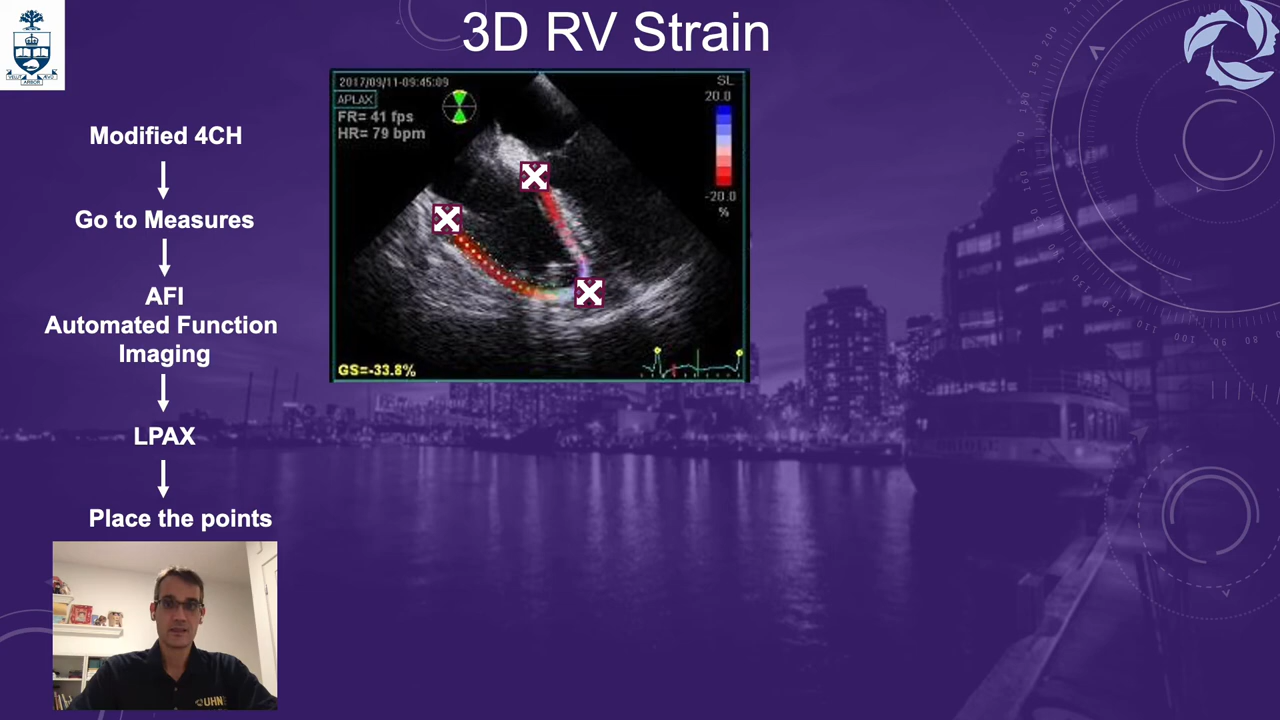 3D RV Strain
Modified 4CH
Go to Measures
AFI
Automated Function
Imaging
LPAX
Place the points
2017/09/11-09:45:09
APLAX
FR= 41 fps
HR= 79 bpm
SL
20.0
-20.0
%
GS=-33.8%
UHN